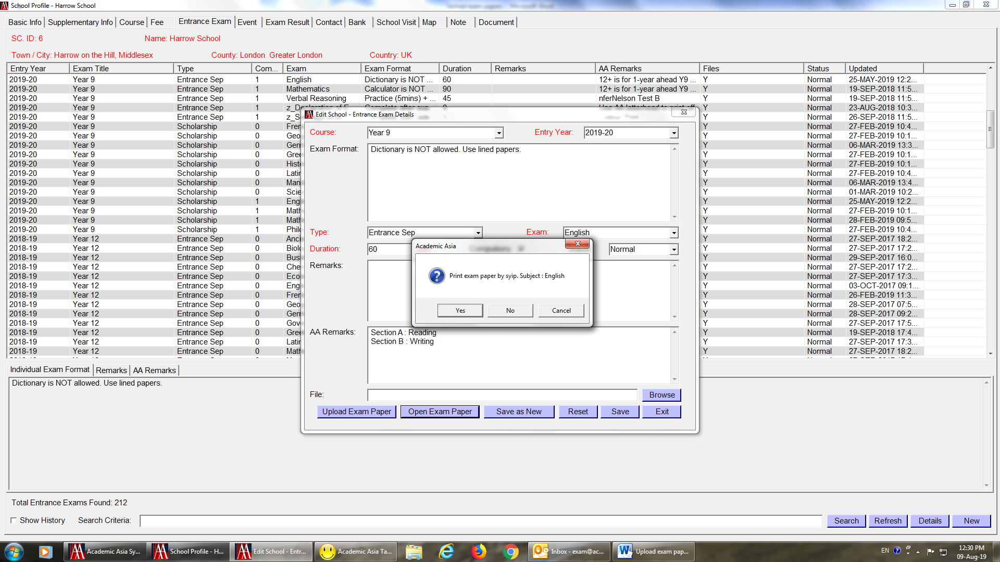 School Profile - Harrow School
Basic Info Supplementary Info Course Fee Entrance Exam Event Exam Result Contact Bank School Visit Map Note Document
SC. ID: 6 Name: Harrow School
Town / City: Harrow on the Hill, Middlesex County: London Greater London Country: UK
Entry Year Exam Title Type Com... Exam Exam Format Duration Remarks AA Remarks Files Status Updated
2019-20 Year 9 Entrance Sep 1 English Dictionary is NOT ... 60 12+ is for 1-year ahead Y9 ... Y Normal 25-MAY-2019 12:2...
2019-20 Year 9 Entrance Sep 1 Mathematics Calculator is NOT ... 90 12+ is for 1-year ahead Y9 ... Y Normal 19-SEP-2018 11:5...
2019-20 Year 9 Entrance Sep 1 Verbal Reasoning Practice (5mins) + ... 45 nferNelson Test B Y Normal 19-SEP-2018 11:5...
2019-20 Year 9 Entrance Sep 1 Y Normal 23-AUG-2018 10:3...
2019-20 Year 9 Entrance Sep 1 z_S Y Normal 26-SEP-2018 11:5...
2019-20 Year 9 Scholarship 0 Fren Y Normal 27-FEB-2019 10:4...
2019-20 Year 9 Scholarship 0 Geo Y Normal 27-FEB-2019 10:1...
2019-20 Year 9 Scholarship 0 Gern Y Normal 06-MAR-2019 13:3...
2019-20 Year 9 Scholarship 0 Gre Y Normal 27-FEB-2019 10:1...
2019-20 Year 9 Scholarship 0 Hist Y Normal 27-FEB-2019 10:1...
2019-20 Year 9 Scholarship 0 Latin Y Normal 27-FEB-2019 10:4...
2019-20 Year 9 Scholarship 0 Man Y Normal 06-MAR-2019 13:4...
2019-20 Year 9 Scholarship 0 Scie Y Normal 01-MAR-2019 10:2...
2019-20 Year 9 Scholarship 1 Eng Y Normal 25-MAY-2019 12:2...
2019-20 Year 9 Scholarship 1 Math Y Normal 27-FEB-2019 10:1...
2019-20 Year 9 Scholarship 1 Math Y Normal 28-FEB-2019 09:5...
2019-20 Year 9 Scholarship 1 Phil Y Normal 27-FEB-2019 10:4...
2018-19 Year 12 Entrance Sep 0 Anci Y Normal 27-SEP-2017 18:2...
2018-19 Year 12 Entrance Sep 0 Biol Y Normal 27-SEP-2017 17:2...
2018-19 Year 12 Entrance Sep 0 Bus Y Normal 29-SEP-2017 16:0...
2018-19 Year 12 Entrance Sep 0 Che Y Normal 27-SEP-2017 17:2...
2018-19 Year 12 Entrance Sep 0 Eco Y Normal 27-SEP-2017 17:3...
2018-19 Year 12 Entrance Sep 0 Eng Y Normal 03-OCT-2017 09:1...
2018-19 Year 12 Entrance Sep 0 Fren Y Normal 26-FEB-2019 11:3...
2018-19 Year 12 Entrance Sep 0 Geo Y Normal 28-SEP-2017 07:5...
2018-19 Year 12 Entrance Sep 0 Gern Y Normal 28-SEP-2017 09:2...
2018-19 Year 12 Entrance Sep 0 Gov Y Normal 27-SEP-2017 17:5...
2018-19 Year 12 Entrance Sep 0 Gree Y Normal 19-SEP-2018 17:4...
2018-19 Year 12 Entrance Sep 0 Latin Y Normal 27-SEP-2017 17:3...
2018-19 Year 12 Entrance Sep 0 Math Y Normal 27-SEP-2017 18:2...
Edit School - Entrance Exam Details
Course: Year 9 Entry Year: 2019-20
Exam Format: Dictionary is NOT allowed. Use lined papers.
Type: Entrance Sep Exam: English
Duration: 60 Normal
Remarks:
Academic Asia
Print exam paper by syip. Subject : English
Yes No Cancel
AA Remarks: Section A : Reading
Section B : Writing
File: Browse
Upload Exam Paper Open Exam Paper Save as New Reset Save Exit
Individual Exam Format Remarks AA Remarks
Dictionary is NOT allowed. Use lined papers.
Total Entrance Exams Found: 212
Show History Search Criteria: Search Refresh Details New
Academic Asia Sy... School Profile - H... Edit School - Entr... Academic Asia Ta... Inbox - exam@ac... Upload exam pap... EN 12:30 PM
09-Aug-19